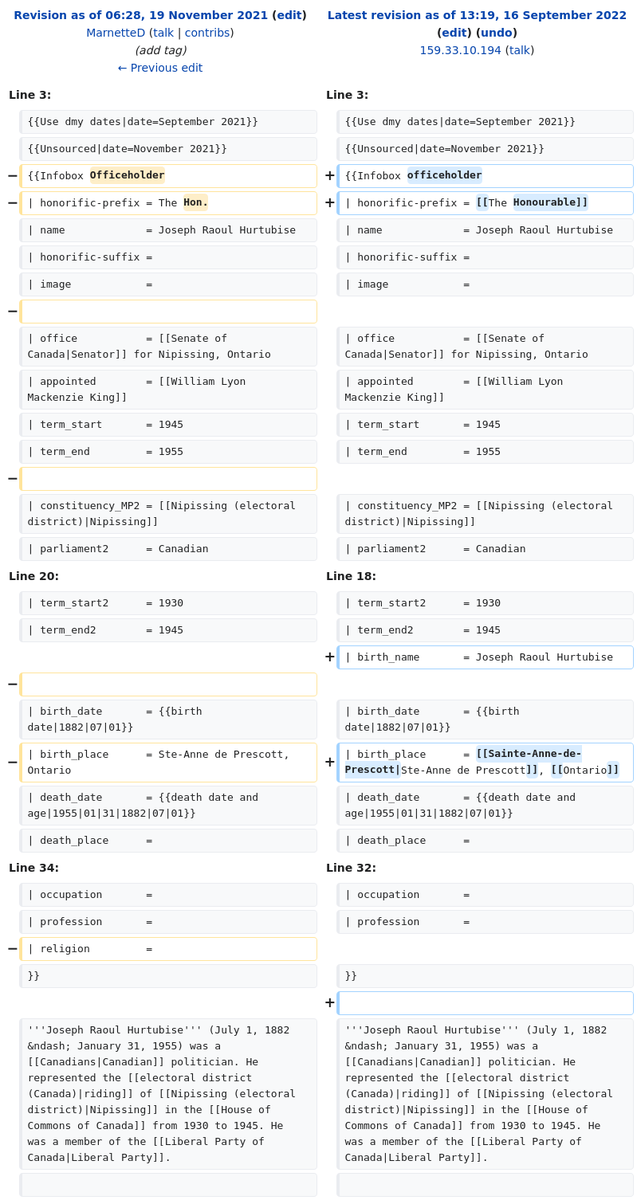 Revision as of 06:28, 19 November 2021 (edit)
MarnetteD (talk | contribs)
(add tag)
← Previous edit
Latest revision as of 13:19, 16 September 2022
(edit) (undo)
159.33.10.194 (talk)
Line 3:
Line 3:
{{Use dmy dates|date=September 2021}}
{{Use dmy dates|date=September 2021}}
{{Unsourced|date=November 2021}}
{{Unsourced|date=November 2021}}
− {{Infobox Officeholder
+ {{Infobox officeholder
− | honorific-prefix = The Hon.
+ | honorific-prefix = [[The Honourable]]
| name             = Joseph Raoul Hurtubise
| name             = Joseph Raoul Hurtubise
| honorific-suffix =
| honorific-suffix =
| image            =
| image            =
−
| office           = [[Senate of
Canada|Senator]] for Nipissing, Ontario
| office           = [[Senate of
Canada|Senator]] for Nipissing, Ontario
| appointed        = [[William Lyon
Mackenzie King]]
| appointed        = [[William Lyon
Mackenzie King]]
| term_start       = 1945
| term_start       = 1945
| term_end         = 1955
| term_end         = 1955
−
| constituency_MP2 = [[Nipissing (electoral
district)|Nipissing]]
| constituency_MP2 = [[Nipissing (electoral
district)|Nipissing]]
| parliament2      = Canadian
| parliament2      = Canadian
Line 20:
Line 18:
| term_start2      = 1930
| term_start2      = 1930
| term_end2        = 1945
| term_end2        = 1945
+ | birth_name       = Joseph Raoul Hurtubise
−
| birth_date       = {{birth
date|1882|07|01}}
| birth_date       = {{birth
date|1882|07|01}}
− | birth_place      = Ste-Anne de Prescott,
Ontario
+ | birth_place      = [[Sainte-Anne-de-
Prescott|Ste-Anne de Prescott]], [[Ontario]]
| death_date       = {{death date and
age|1955|01|31|1882|07|01}}
| death_date       = {{death date and
age|1955|01|31|1882|07|01}}
| death_place      =
| death_place      =
Line 34:
Line 32:
| occupation       =
| occupation       =
| profession       =
| profession       =
− | religion         =
}}
}}
+
'''Joseph Raoul Hurtubise''' (July 1, 1882
&ndash; January 31, 1955) was a
[[Canadians|Canadian]] politician. He
represented the [[electoral district
(Canada)|riding]] of [[Nipissing (electoral
district)|Nipissing]] in the [[House of
Commons of Canada]] from 1930 to 1945. He
was a member of the [[Liberal Party of
Canada|Liberal Party]].
'''Joseph Raoul Hurtubise''' (July 1, 1882
&ndash; January 31, 1955) was a
[[Canadians|Canadian]] politician. He
represented the [[electoral district
(Canada)|riding]] of [[Nipissing (electoral
district)|Nipissing]] in the [[House of
Commons of Canada]] from 1930 to 1945. He
was a member of the [[Liberal Party of
Canada|Liberal Party]].